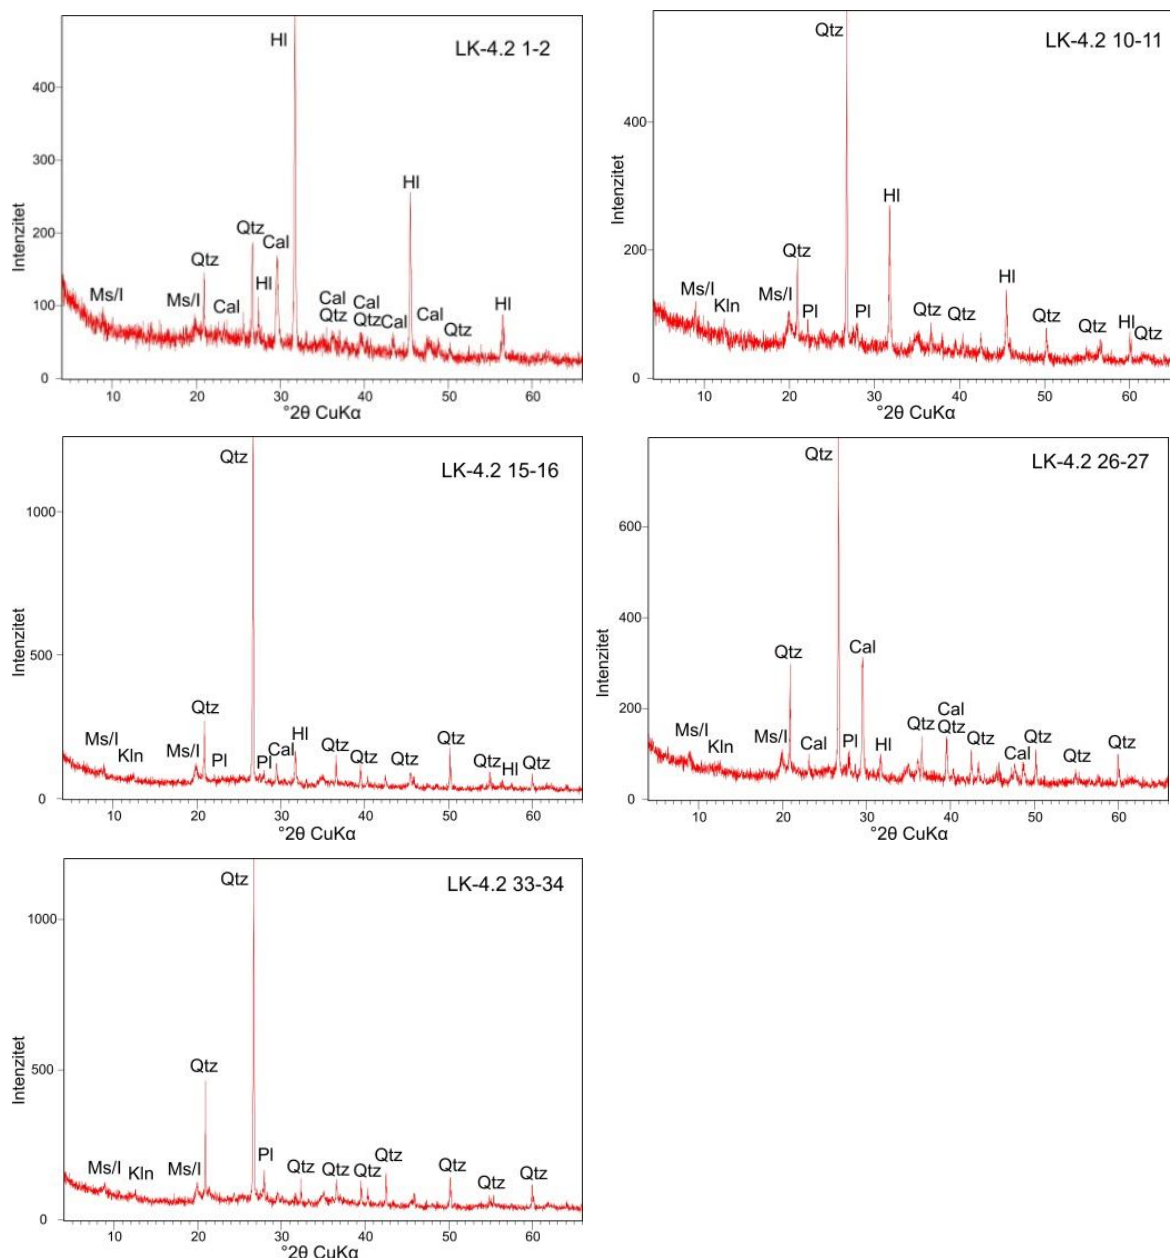 LK-4.2 1-2
Intenzitet
400
300
200
100
0
Hl
Hl
Qtz
Qtz
Cal
Hl
Ms/I
Ms/I
Cal
Cal
Qtz
Cal
Qtz
Cal
Cal
Qtz
Hl
10 20 30 40 50 60
°2θ CuKα
LK-4.2 10-11
Intenzitet
400
200
0
Qtz
Hl
Qtz
Ms/I
Kln
Ms/I
Pl
Pl
Qtz
Qtz
Hl
Qtz
Qtz
Hl
Qtz
10 20 30 40 50 60
°2θ CuKα
LK-4.2 15-16
Intenzitet
1000
500
0
Qtz
Qtz
Ms/I
Kln
Ms/I
Pl
Pl
Cal
Hl
Qtz
Qtz
Qtz
Qtz
Qtz
Hl
Qtz
10 20 30 40 50 60
°2θ CuKα
LK-4.2 26-27
Intenzitet
600
400
200
0
Qtz
Qtz
Cal
Ms/I
Cln
Ms/I
Cal
Pl
Hl
Qtz
Cal
Qtz
Qtz
Cal
Qtz
Qtz
Qtz
10 20 30 40 50 60
°2θ CuKα
LK-4.2 33-34
Intenzitet
1000
500
0
Qtz
Qtz
Ms/I
Kln
Ms/I
Pl
Qtz
Qtz
Qtz
Qtz
Qtz
Qtz
Qtz
10 20 30 40 50 60
°2θ CuKα